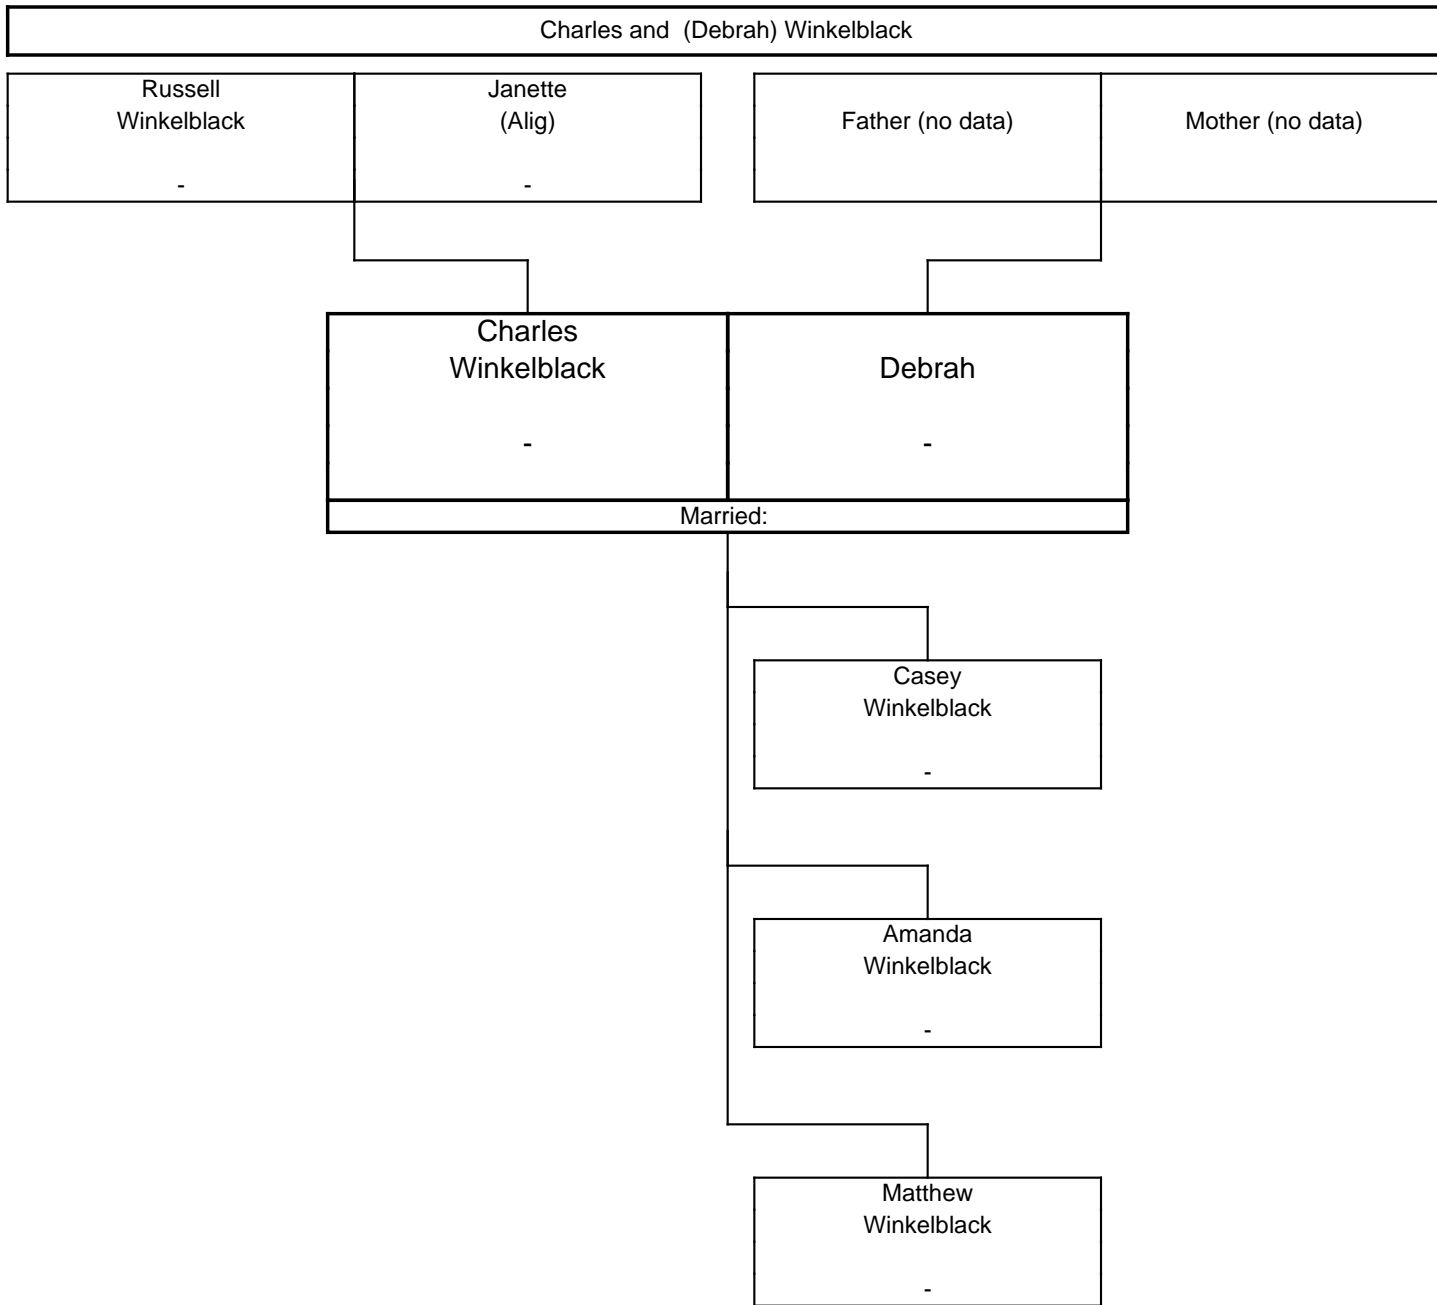 Charles and  (Debrah) Winkelblack
Russell
Winkelblack
-
Janette
(Alig)
-
Father (no data)
Mother (no data)
Charles
Winkelblack
-
Debrah
-
Married:
Casey
Winkelblack
-
Amanda
Winkelblack
-
Matthew
Winkelblack
-